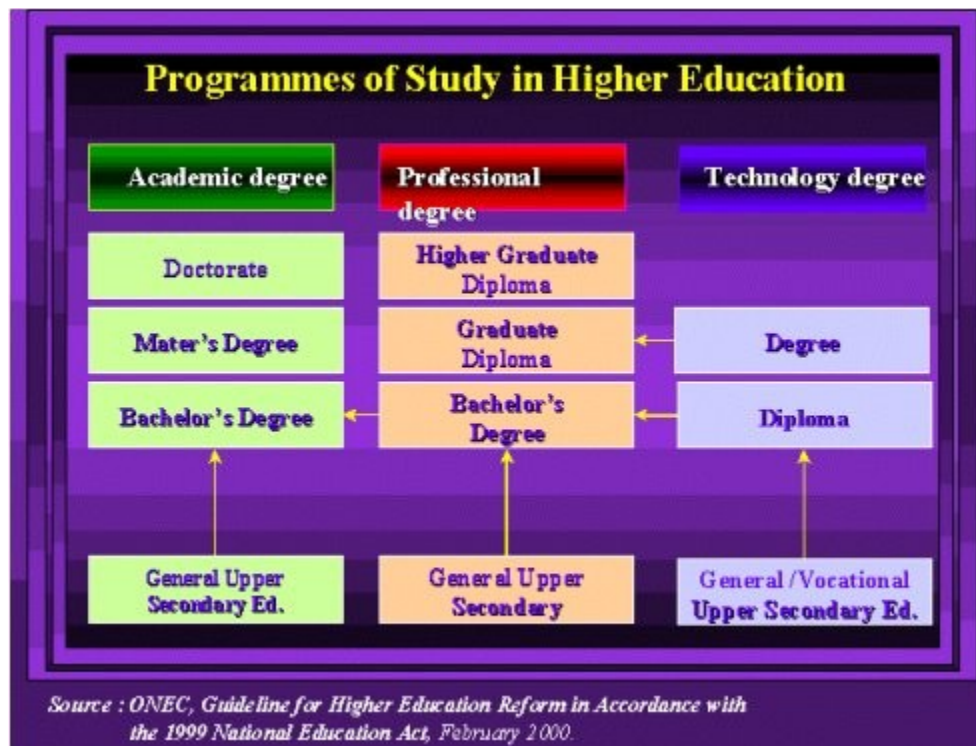 Programmes of Study in Higher Education
Academic degree
Professional
degree
Technology degree
Doctorate
Higher Graduate
Diploma
Mater's Degree
Graduate
Diploma
Degree
Bachelor's Degree
Bachelor's
Degree
Diploma
General Upper
Secondary Ed.
General Upper
Secondary
General /Vocational
Upper Secondary Ed.
Source : ONEC, Guideline for Higher Education Reform in Accordance with
the 1999 National Education Act, February 2000.